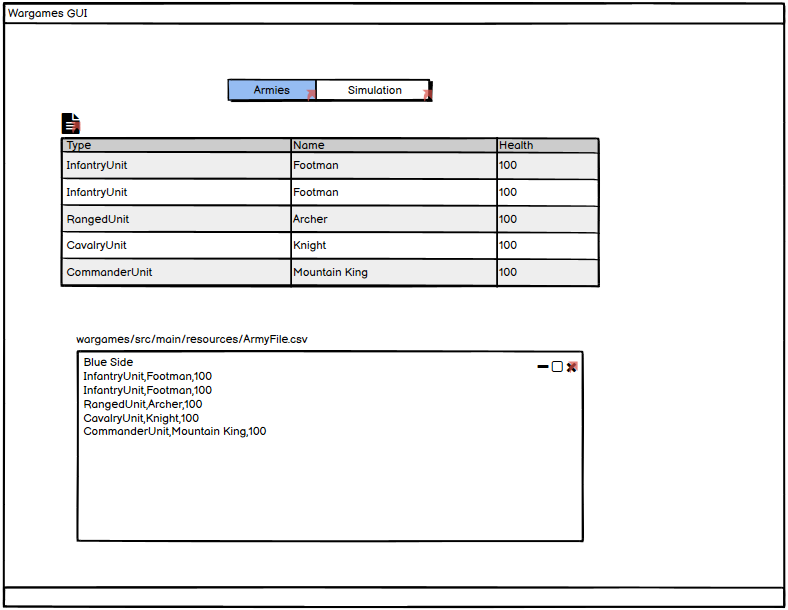 Wargames GUI
Armies Simulation
Type Name Health
InfantryUnit Footman 100
InfantryUnit Footman 100
RangedUnit Archer 100
CavalryUnit Knight 100
CommanderUnit Mountain King 100
wargames/src/main/resources/ArmyFile.csv
Blue Side
InfantryUnit,Footman,100
InfantryUnit,Footman,100
RangedUnit,Archer,100
CavalryUnit,Knight,100
CommanderUnit,Mountain King,100